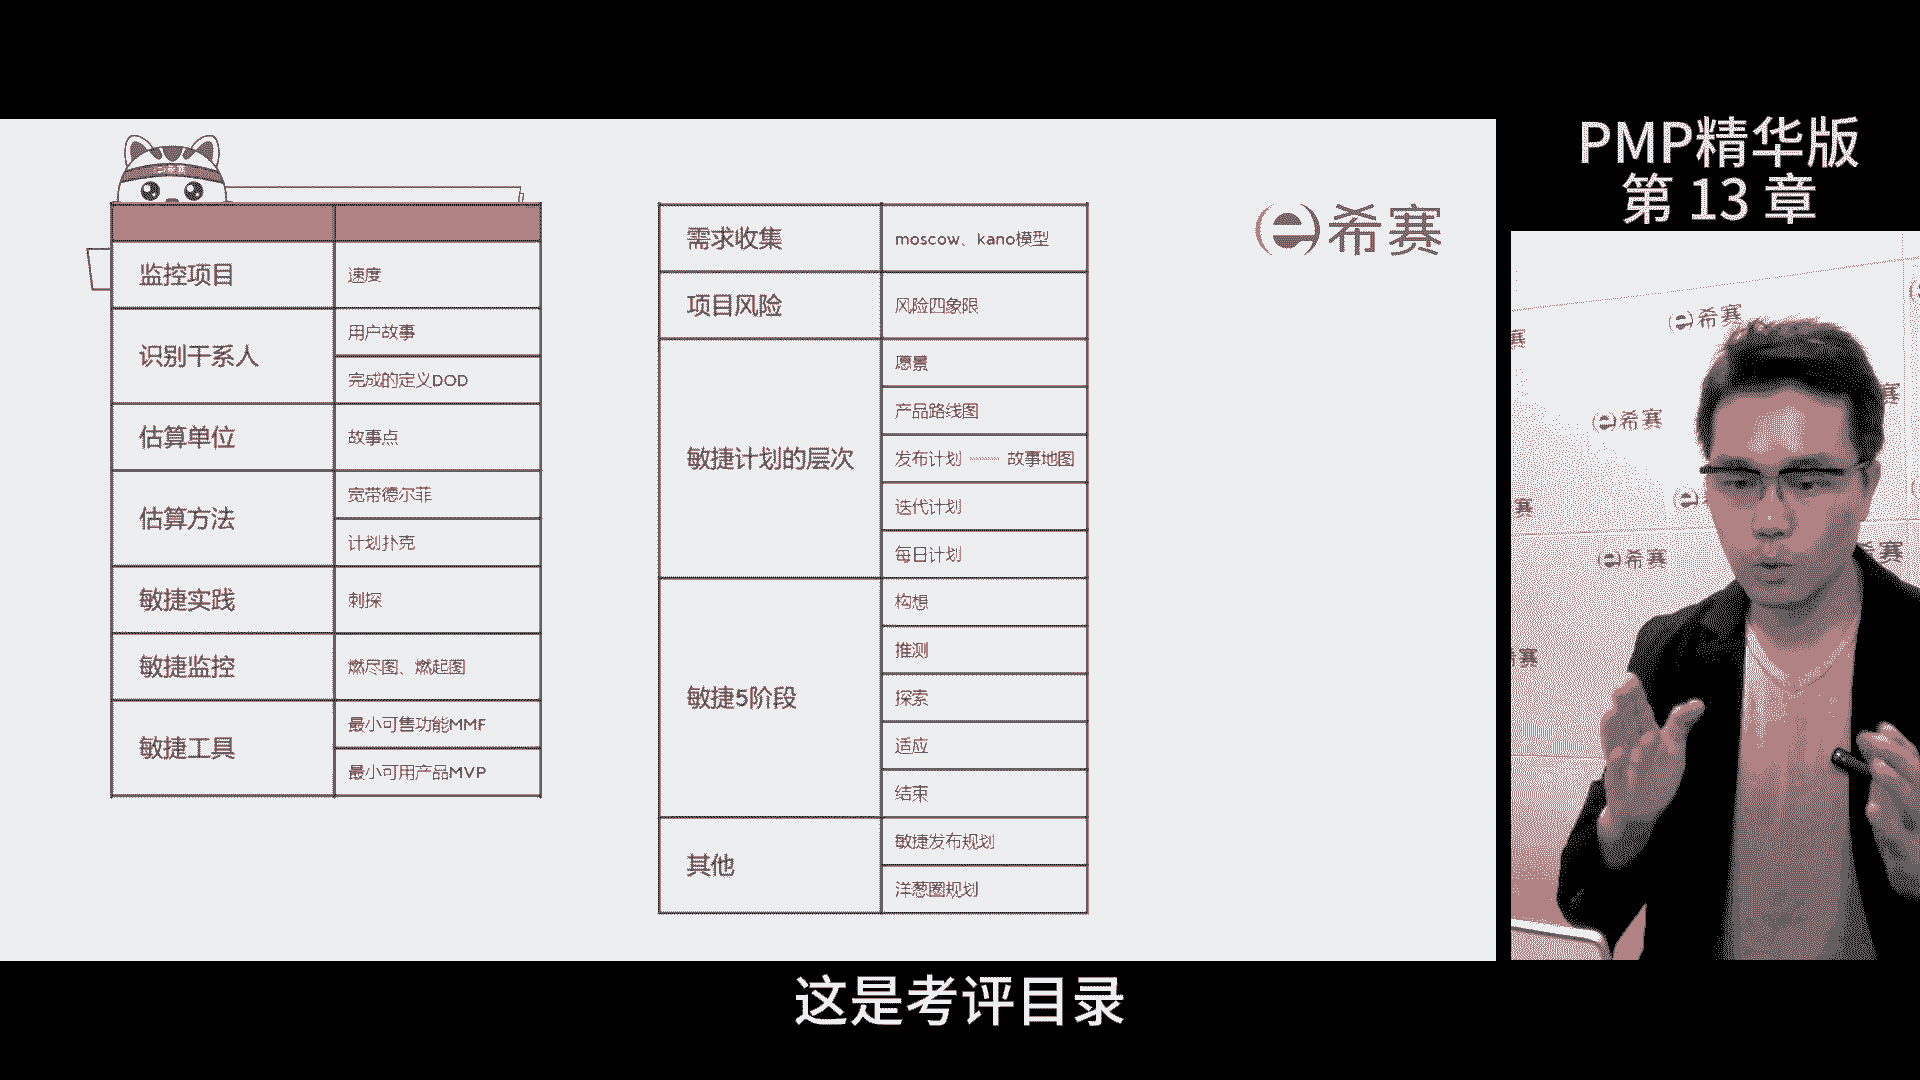 PMP精华版
第 13 章
希赛
监控项目
速度
识别干系人
用户故事
完成的定义DOD
估算单位
故事点
估算方法
宽带德尔菲
计划扑克
敏捷实践
刺探
敏捷监控
燃尽图、燃起图
敏捷工具
最小可售功能MMF
最小可用产品MVP
需求收集
moscow、kano模型
项目风险
风险四象限
敏捷计划的层次
愿景
产品路线图
发布计划 ------ 故事地图
迭代计划
每日计划
敏捷5阶段
构想
推测
探索
适应
结束
其他
敏捷发布规划
洋葱圈规划
希赛
希赛
希赛
赛
赛
希赛
赛
赛
希赛
这是考评目录